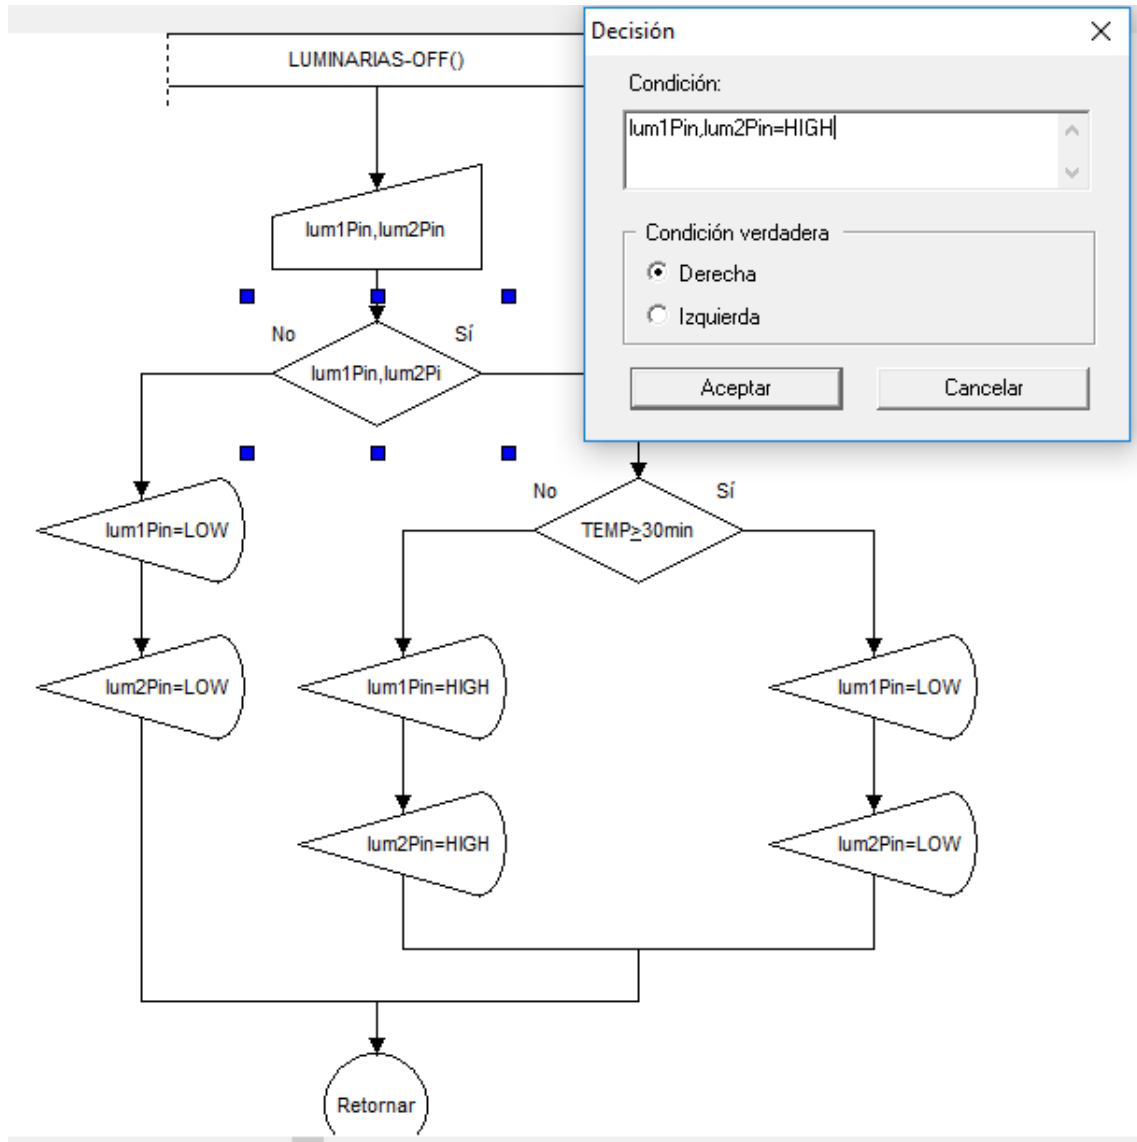 LUMINARIAS-OFF()
lum1Pin,lum2Pin
No
Sí
lum1Pin,lum2Pi
lum1Pin=LOW
lum2Pin=LOW
No
Sí
TEMP≥30min
lum1Pin=HIGH
lum2Pin=HIGH
lum1Pin=LOW
lum2Pin=LOW
Retornar
Decisión
Condición:
lum1Pin,lum2Pin=HIGH
Condición verdadera
Derecha
Izquierda
Aceptar
Cancelar